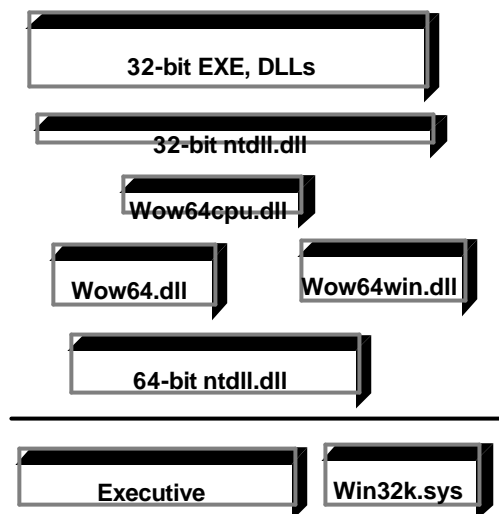 32-bit EXE, DLLs
32-bit ntdll.dll
Wow64cpu.dll
Wow64.dll
Wow64win.dll
64-bit ntdll.dll
Executive
Win32k.sys